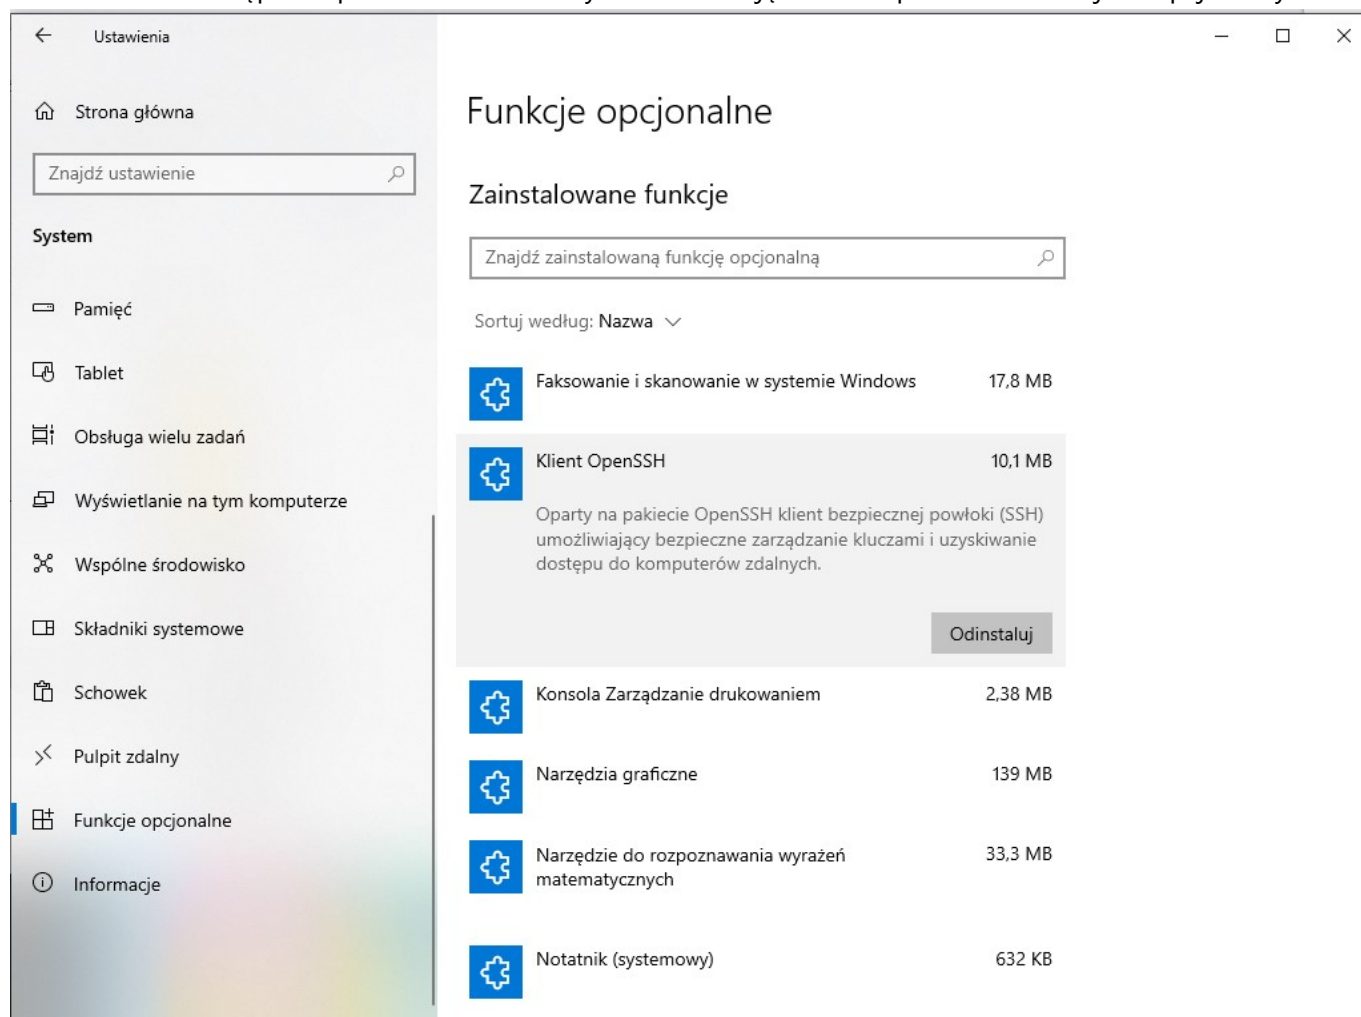 Ustawienia
Strona główna
Znajdź ustawienie
System
Pamięć
Tablet
Obsługa wielu zadań
Wyświetlanie na tym komputerze
Wspólne środowisko
Składniki systemowe
Schowek
Pulpit zdalny
Funkcje opcjonalne
Informacje
Funkcje opcjonalne
Zainstalowane funkcje
Znajdź zainstalowaną funkcję opcjonalną
Sortuj według: Nazwa
Faksowanie i skanowanie w systemie Windows 17,8 MB
Klient OpenSSH 10,1 MB
Oparty na pakiecie OpenSSH klient bezpiecznej powłoki (SSH)
umożliwiający bezpieczne zarządzanie kluczami i uzyskiwanie
dostępu do komputerów zdalnych.
Odinstaluj
Konsola Zarządzanie drukowaniem 2,38 MB
Narzędzia graficzne 139 MB
Narzędzie do rozpoznawania wyrażeń 33,3 MB
matematycznych
Notatnik (systemowy) 632 KB